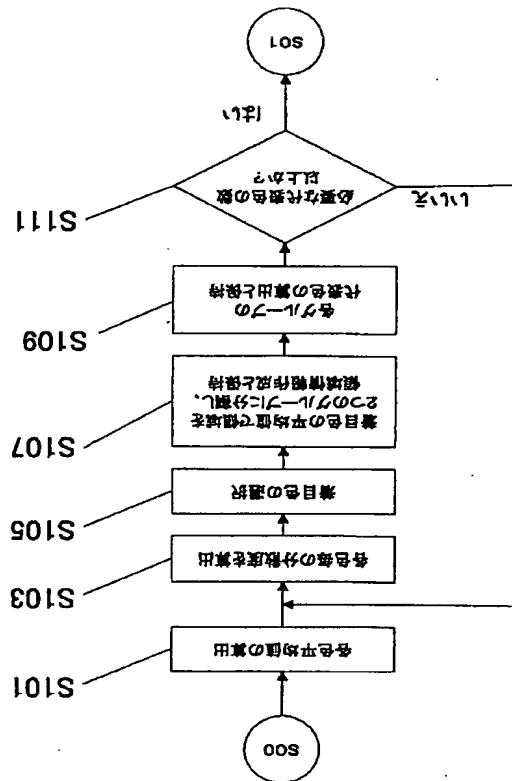 S00
各色平均値の算出
S101
各色毎の分散度を算出
S103
着目色の選択
S105
着目色の平均値で領域を
2つのグループに分割し、
領域情報作成と保持
S107
各グループの
代表色の算出と保持
S109
必要な代表色の数
以上か？
S111
いいえ
はい
S01